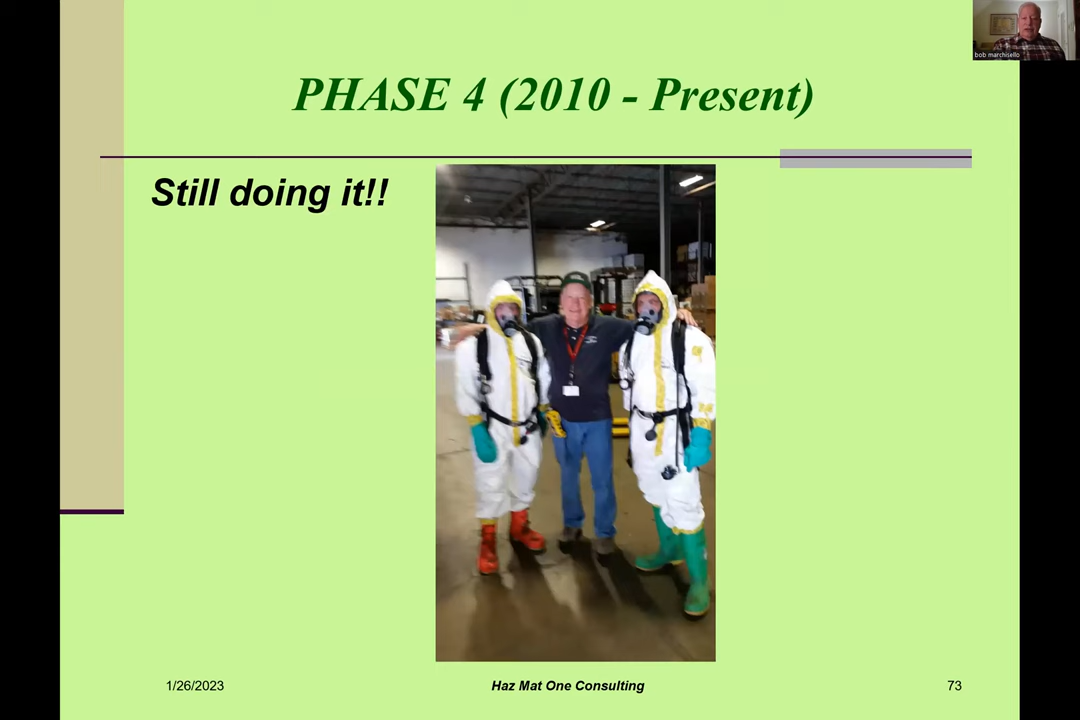 bob marchisello
PHASE 4 (2010 - Present)
Still doing it!!
1/26/2023
Haz Mat One Consulting
73